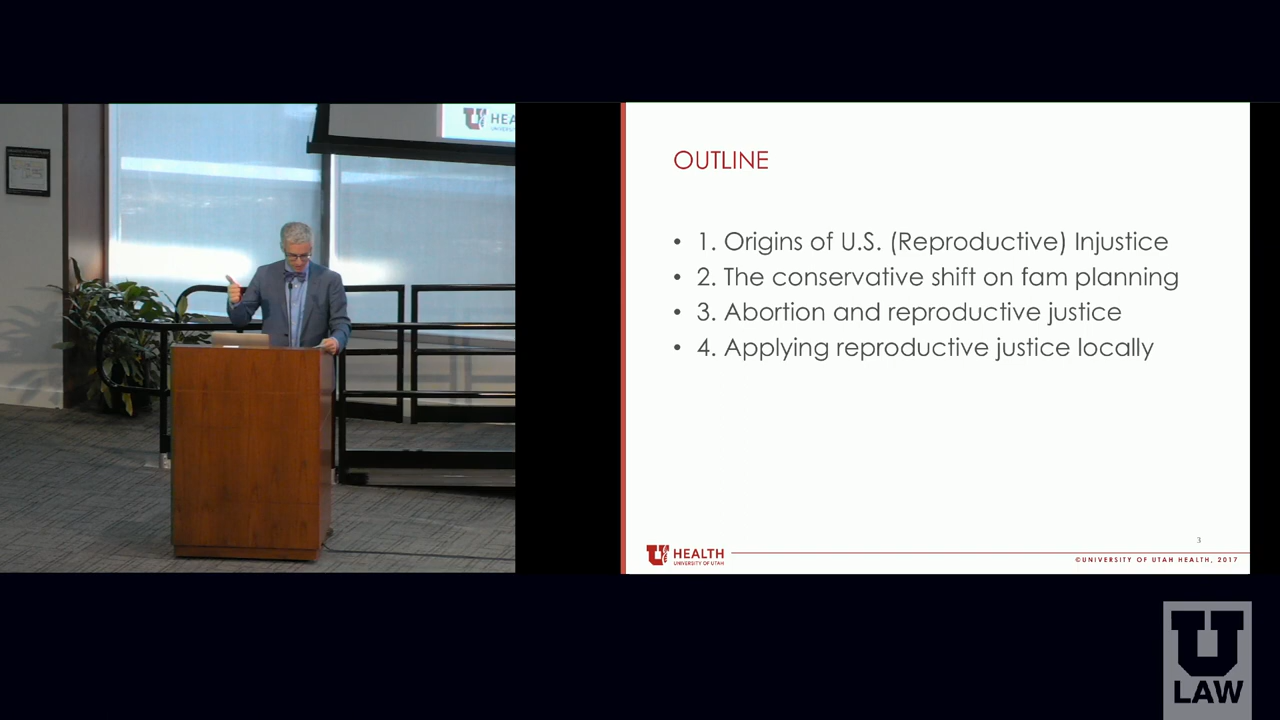 HEA
OUTLINE
• 1. Origins of U.S. (Reproductive) Injustice
• 2. The conservative shift on fam planning
• 3. Abortion and reproductive justice
• 4. Applying reproductive justice locally
3
U HEALTH
UNIVERSITY OF UTAH
©UNIVERSITY OF UTAH HEALTH, 2017
U
LAW